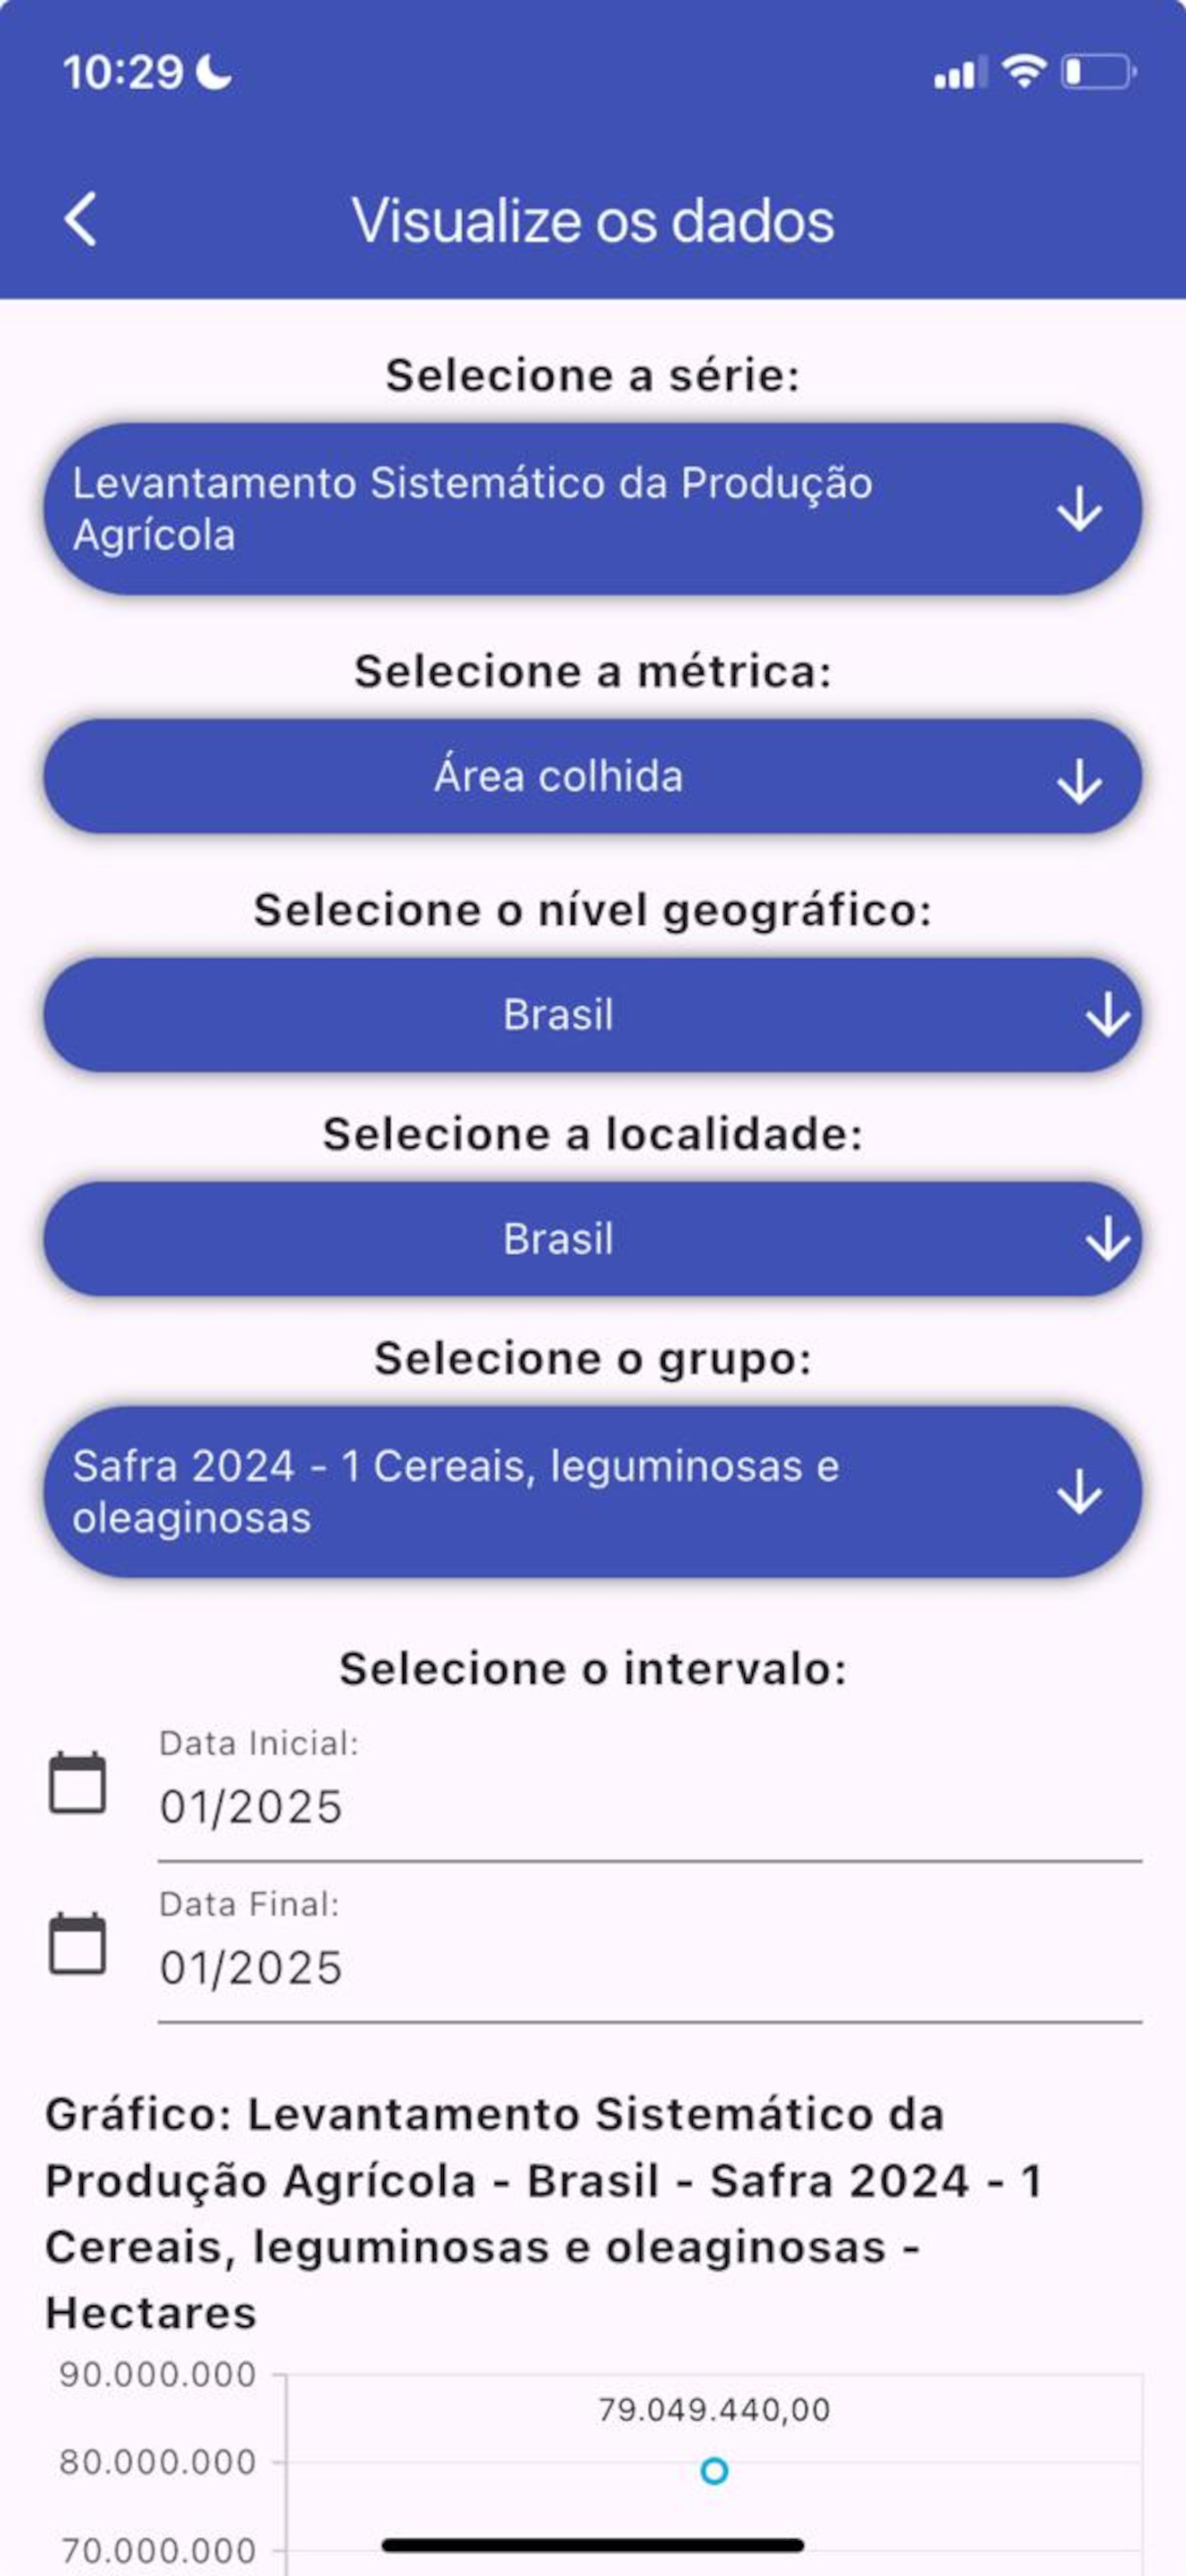 10:29
Visualize os dados
Selecione a série:
Levantamento Sistemático da Produção
Agrícola
Selecione a métrica:
Área colhida
Selecione o nível geográfico:
Brasil
Selecione a localidade:
Brasil
Selecione o grupo:
Safra 2024 - 1 Cereais, leguminosas e
oleaginosas
Selecione o intervalo:
Data Inicial:
01/2025
Data Final:
01/2025
Gráfico: Levantamento Sistemático da
Produção Agrícola - Brasil - Safra 2024 - 1
Cereais, leguminosas e oleaginosas -
Hectares
90.000.000
79.049.440,00
80.000.000
70.000.000